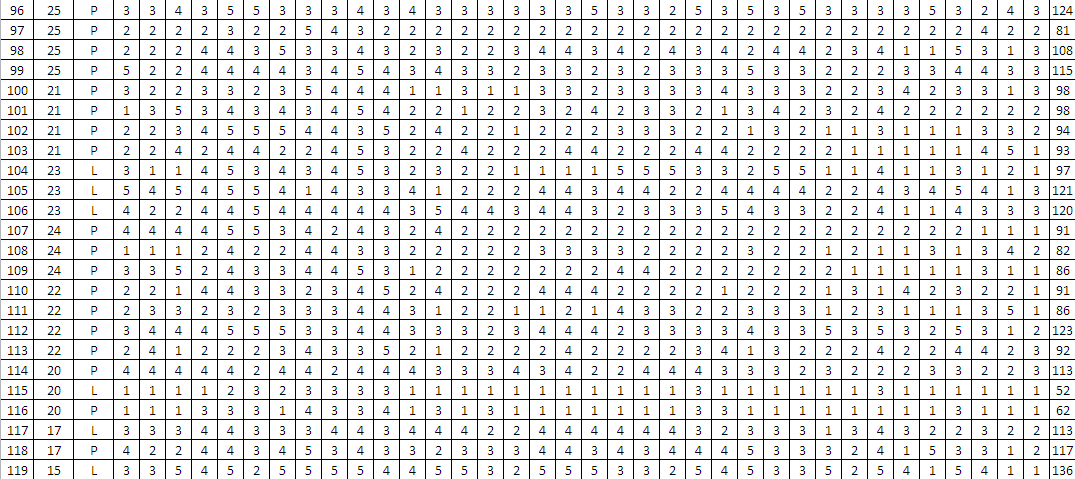 96 25 P 3 3 4 3 5 5 3 3 3 4 3 4 3 3 3 3 3 3 5 3 3 2 5 3 5 3 5 3 3 3 3 5 3 2 4 3 124
97 25 P 2 2 2 2 3 2 2 5 4 3 2 2 2 2 2 2 2 2 2 2 2 2 2 2 2 2 2 2 2 2 2 2 2 4 2 2 81
98 25 P 2 2 2 4 4 3 5 3 3 4 3 2 3 2 2 3 4 4 3 4 2 4 3 4 2 4 4 2 3 4 1 1 5 3 1 3 108
99 25 P 5 2 2 4 4 4 4 3 4 5 4 3 4 3 3 2 3 3 2 3 2 3 3 3 5 3 3 2 2 2 3 3 4 4 3 3 115
100 21 P 3 2 2 3 3 2 3 5 4 4 4 1 1 3 1 1 3 3 2 3 3 3 3 4 3 3 3 2 2 3 4 2 3 3 1 3 98
101 21 P 1 3 5 3 4 3 4 3 4 5 4 2 2 1 2 2 3 2 4 2 3 3 2 1 3 4 2 3 2 4 2 2 2 2 2 2 98
102 21 P 2 2 3 4 5 5 5 4 4 3 5 2 4 2 2 1 2 2 2 3 3 3 2 2 1 3 2 1 1 3 1 1 1 3 3 2 94
103 21 P 2 2 4 2 4 4 2 2 4 5 3 2 2 4 2 2 2 4 4 2 2 2 4 4 2 2 2 2 1 1 1 1 1 4 5 1 93
104 23 L 3 1 1 4 5 3 4 3 4 5 3 2 3 2 2 1 1 1 1 5 5 5 3 3 2 5 5 1 1 4 1 1 3 1 2 1 97
105 23 L 5 4 5 4 5 5 4 1 4 3 3 4 1 2 2 2 4 4 3 4 4 2 2 4 4 4 4 4 2 2 4 3 4 5 4 1 3 121
106 23 L 4 2 2 4 4 5 4 4 4 4 4 3 5 4 4 3 4 4 3 2 3 3 3 5 4 3 3 2 2 4 1 1 4 3 3 3 120
107 24 P 4 4 4 4 5 5 3 4 2 4 3 2 4 2 2 2 2 2 2 2 2 2 2 2 2 2 2 2 2 2 2 2 2 1 1 1 91
108 24 P 1 1 1 2 4 2 2 4 4 3 3 2 2 2 2 2 3 3 3 3 2 2 2 2 3 2 2 1 2 1 1 3 1 3 4 2 82
109 24 P 3 3 5 2 4 3 3 4 4 5 3 1 2 2 2 2 2 2 2 4 4 2 2 2 2 2 2 2 1 1 1 1 1 3 1 1 86
110 22 P 2 2 1 4 4 3 3 2 3 4 5 2 4 2 2 2 4 4 4 2 2 2 2 1 2 2 2 1 3 1 4 2 3 2 2 1 91
111 22 P 2 3 3 2 3 2 3 3 3 4 4 3 1 2 2 1 1 2 1 4 3 3 2 2 3 3 3 1 2 3 1 1 1 3 5 1 86
112 22 P 3 4 4 4 5 5 5 3 3 4 4 3 3 3 2 3 4 4 4 2 3 3 3 3 4 3 3 5 3 5 3 2 5 3 1 2 123
113 22 P 2 4 1 2 2 2 3 4 3 3 5 2 1 2 2 2 2 4 2 2 2 2 3 4 1 3 2 2 2 4 2 2 4 4 2 3 92
114 20 P 4 4 4 4 4 2 4 4 2 4 4 4 3 3 3 4 3 4 2 2 4 4 4 3 3 3 2 3 2 2 2 3 3 2 2 3 113
115 20 L 1 1 1 1 2 3 2 3 3 3 3 1 1 1 1 1 1 1 1 1 1 1 3 1 1 1 1 1 1 3 1 1 1 1 1 1 52
116 20 P 1 1 1 3 3 3 1 4 3 3 4 1 3 1 3 1 1 1 1 1 1 1 3 3 1 1 1 1 1 1 1 1 3 1 1 1 62
117 17 L 3 3 3 4 4 3 3 3 4 4 3 4 4 4 2 2 4 4 4 4 4 4 3 2 3 3 3 1 3 4 3 2 2 3 2 2 113
118 17 P 4 2 2 4 4 3 4 5 3 4 3 3 2 3 3 3 4 4 3 4 3 4 4 4 5 3 3 3 2 4 1 5 3 3 1 2 117
119 15 L 3 3 5 4 5 2 5 5 5 5 4 4 5 5 3 2 5 5 5 3 3 2 5 4 5 3 3 5 2 5 4 1 5 4 1 1 136